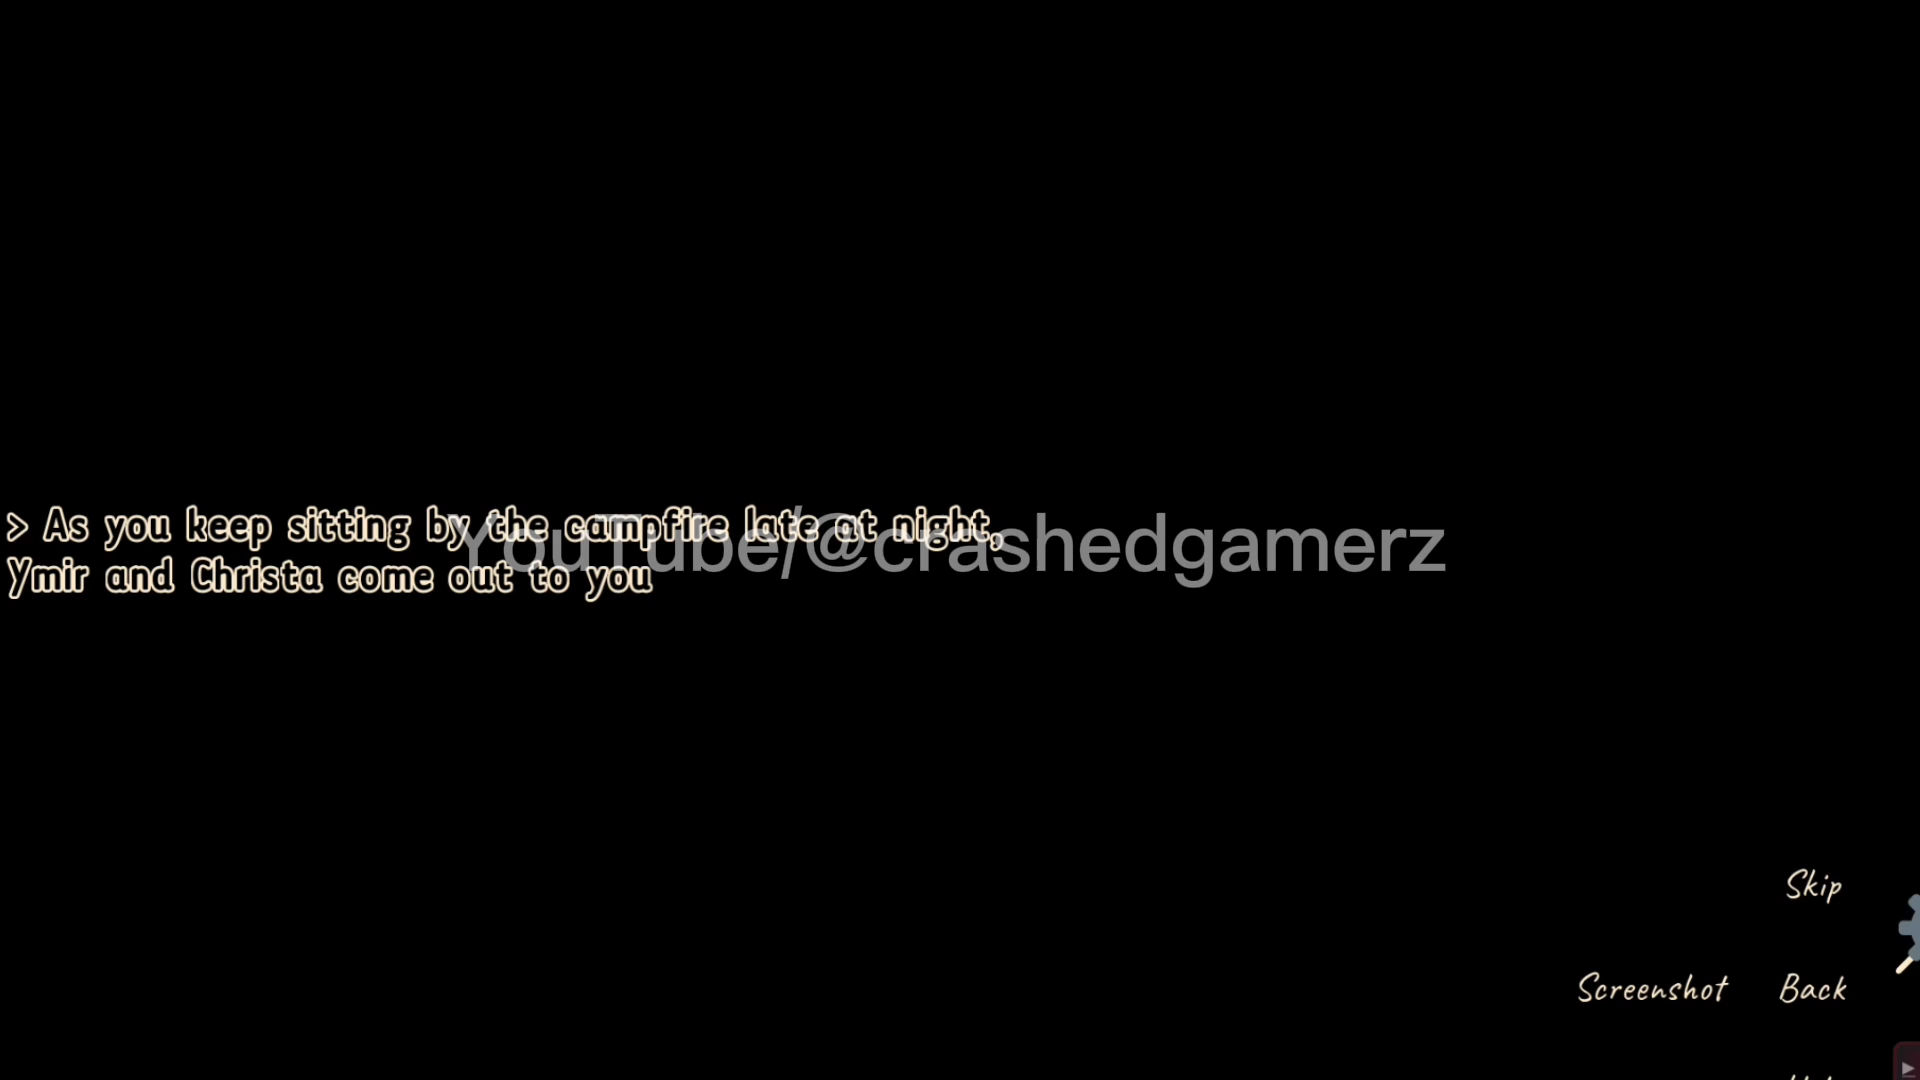 > As you keep sitting by the campfire late at night,
Ymir and Christa come out to you
YouTube/@crashedgamerz
Skip
Screenshot
Back